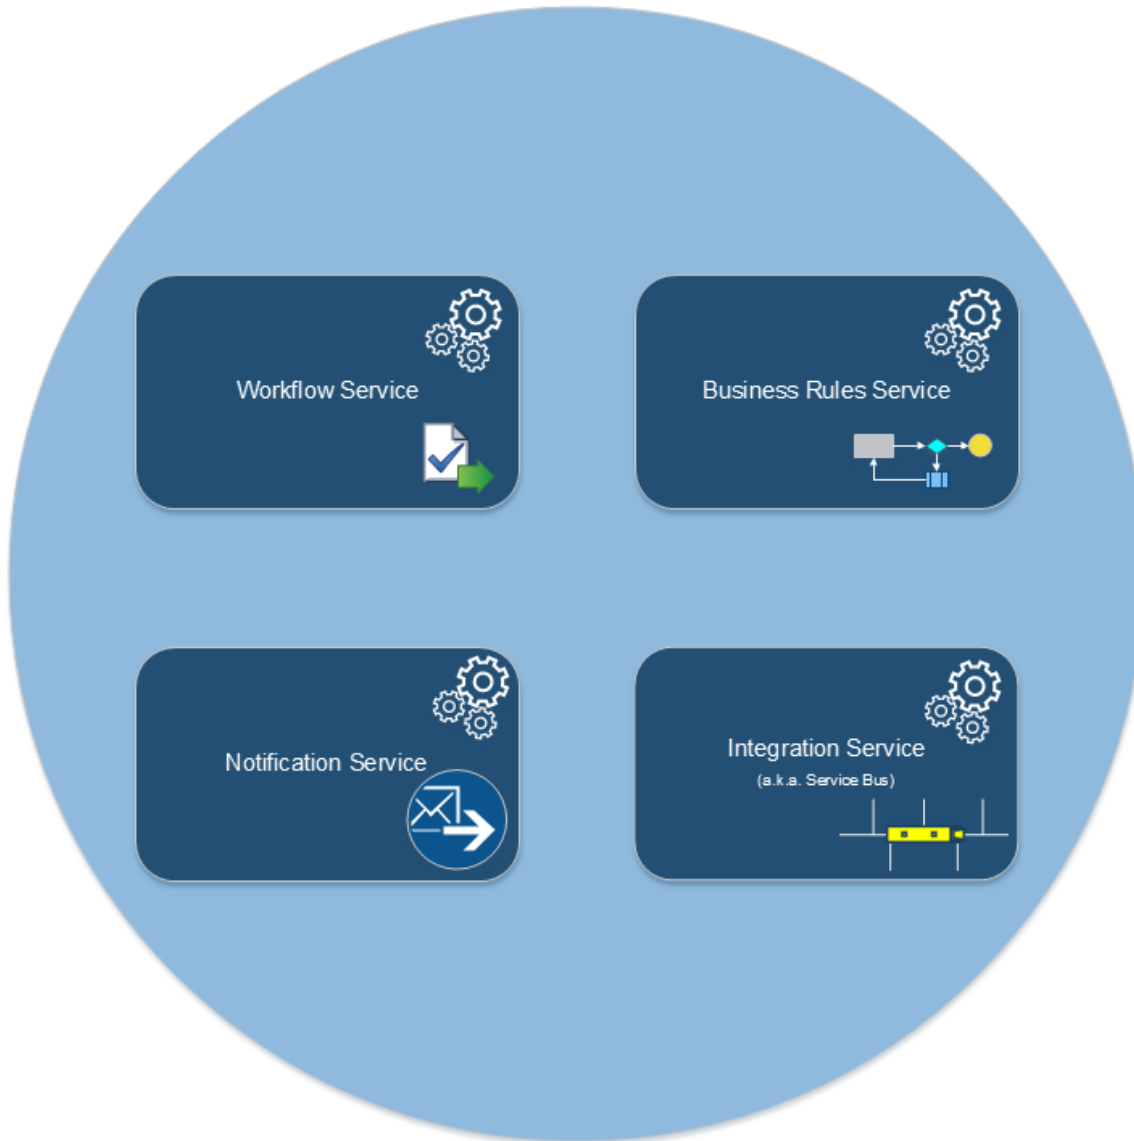 Workflow Service
Business Rules Service
Notification Service
Integration Service
(a.k.a. Service Bus)